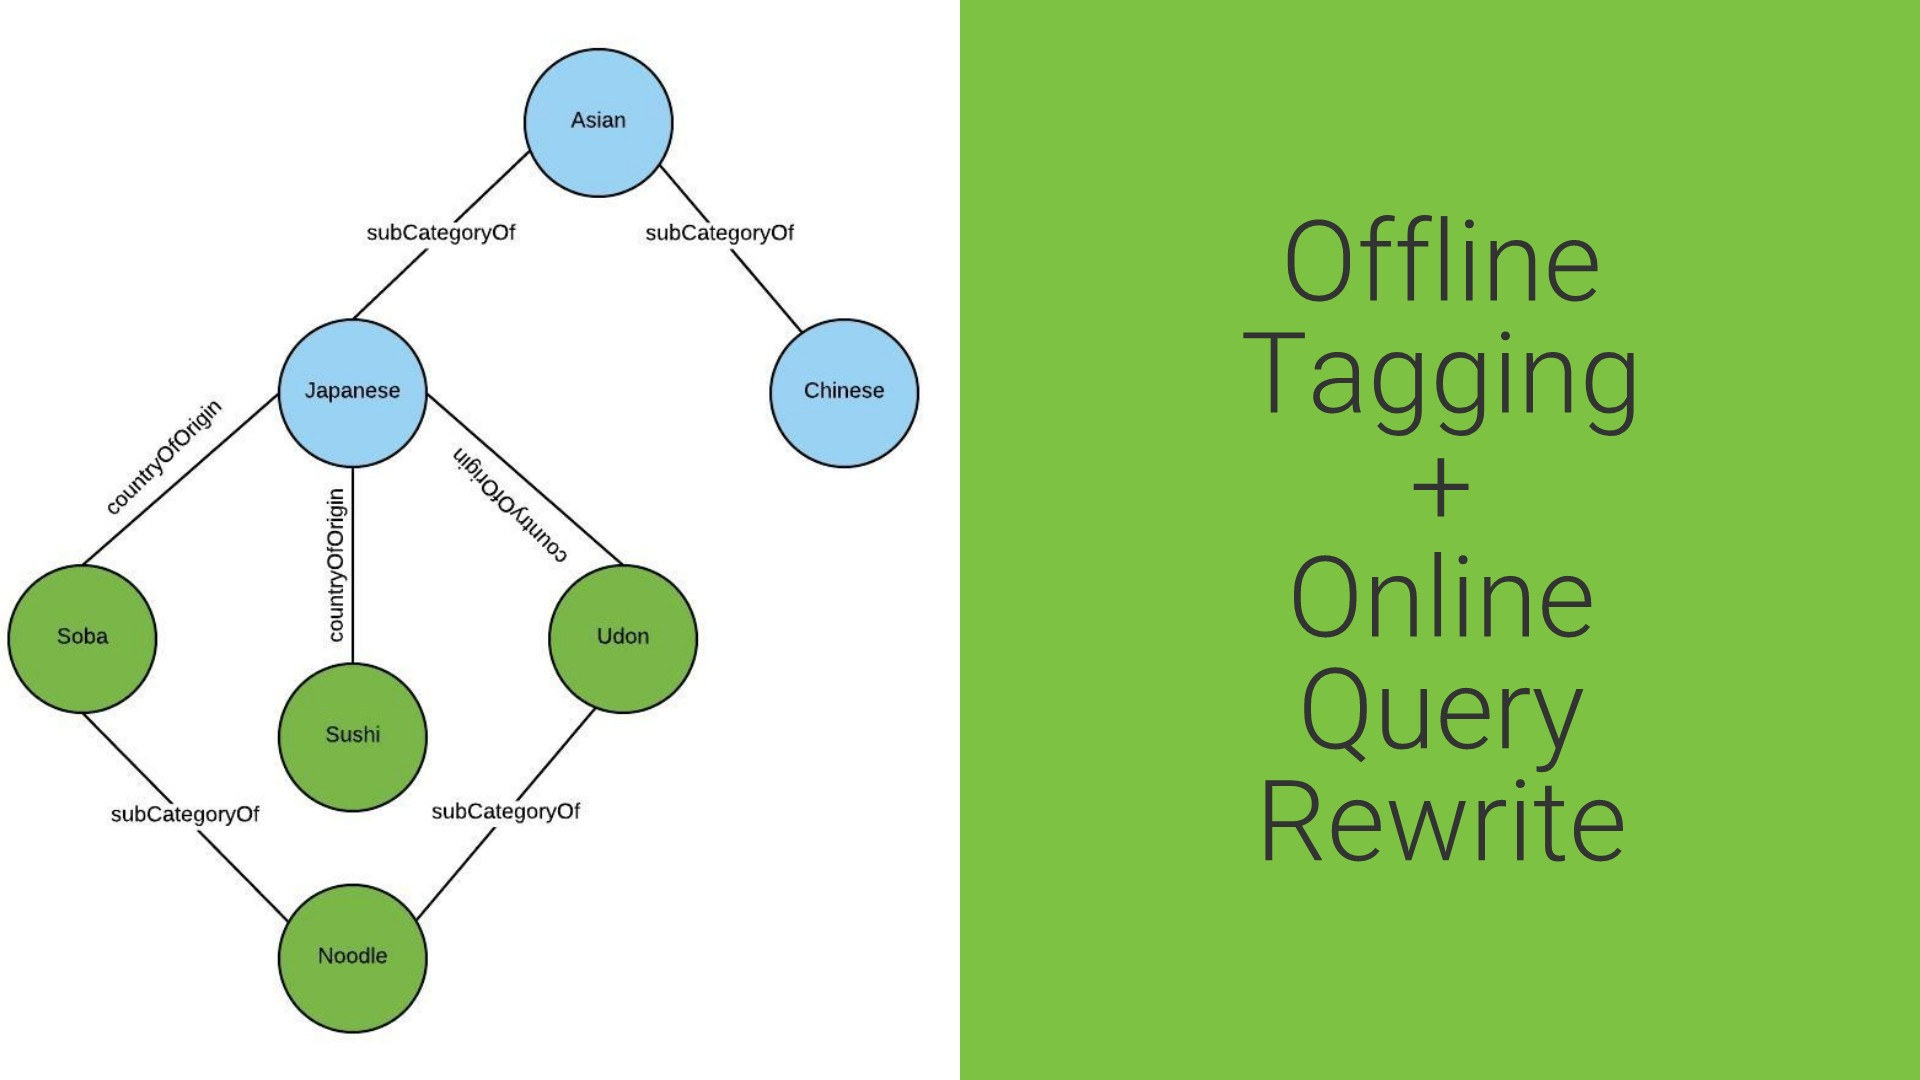 Asian
subCategoryOf
subCategoryOf
Japanese
Chinese
countryOfOrigin
countryOfOrigin
countryOfOrigin
Soba
Udon
Sushi
subCategoryOf
subCategoryOf
Noodle
Offline
Tagging
+
Online
Query
Rewrite